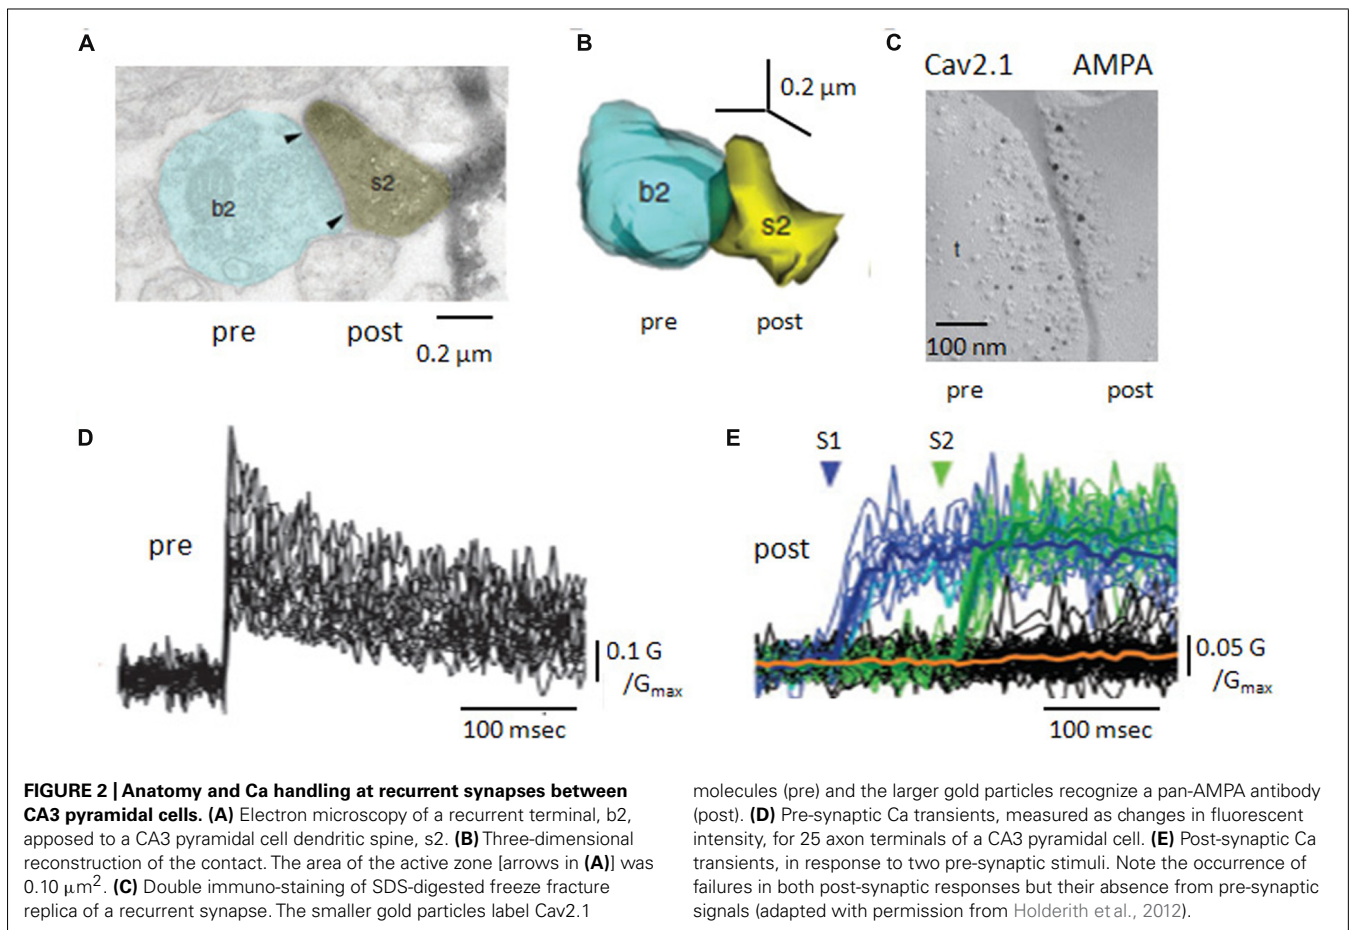 A
b2
s2
pre
post
0.2 µm
B
0.2 µm
b2
s2
pre
post
C
Cav2.1 AMPA
t
100 nm
pre
post
D
pre
0.1 G
/Gmax
100 msec
E
S1
S2
post
0.05 G
/Gmax
100 msec
FIGURE 2 | Anatomy and Ca handling at recurrent synapses between
CA3 pyramidal cells. (A) Electron microscopy of a recurrent terminal, b2,
apposed to a CA3 pyramidal cell dendritic spine, s2. (B) Three-dimensional
reconstruction of the contact. The area of the active zone [arrows in (A)] was
0.10 µm². (C) Double immuno-staining of SDS-digested freeze fracture
replica of a recurrent synapse. The smaller gold particles label Cav2.1
molecules (pre) and the larger gold particles recognize a pan-AMPA antibody
(post). (D) Pre-synaptic Ca transients, measured as changes in fluorescent
intensity, for 25 axon terminals of a CA3 pyramidal cell. (E) Post-synaptic Ca
transients, in response to two pre-synaptic stimuli. Note the occurrence of
failures in both post-synaptic responses but their absence from pre-synaptic
signals (adapted with permission from Holderith et al., 2012).